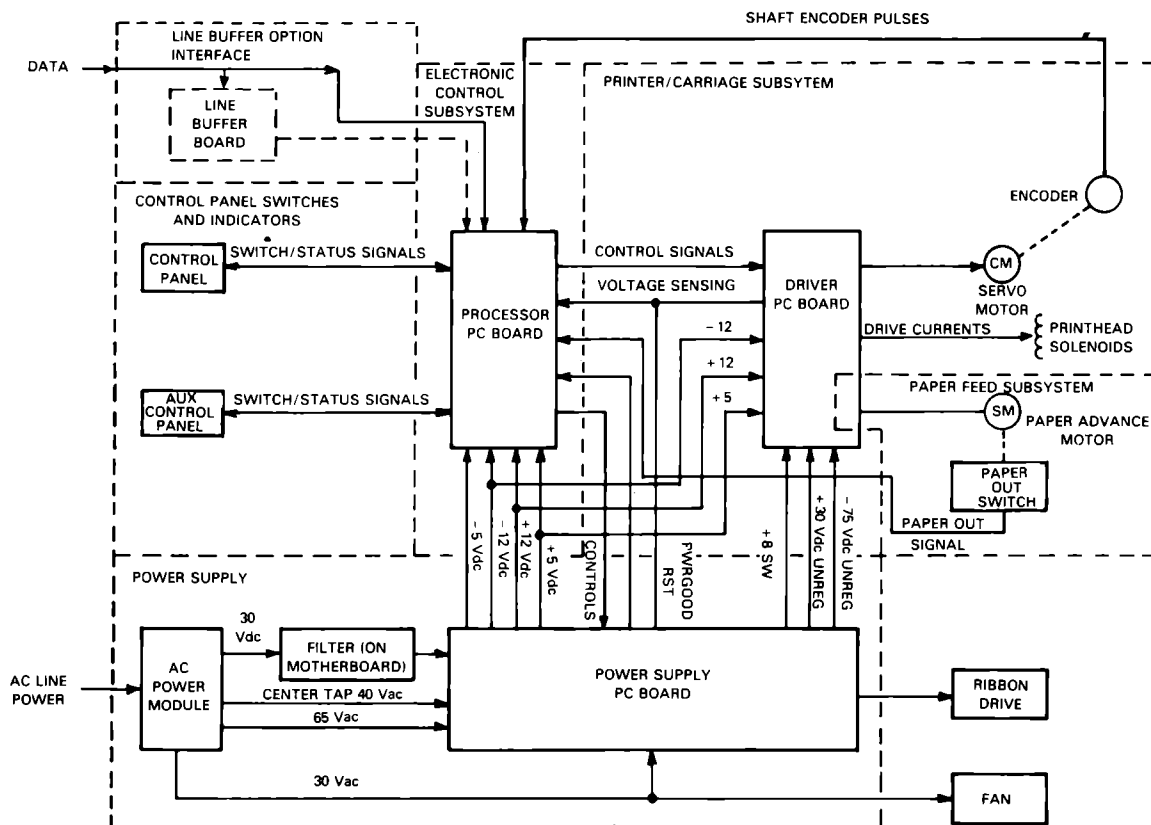 SHAFT ENCODER PULSES
LINE BUFFER OPTION
INTERFACE
DATA
ELECTRONIC
CONTROL
SUBSYSTEM
PRINTER/CARRIAGE SUBSYTEM
LINE
BUFFER
BOARD
ENCODER
CONTROL PANEL SWITCHES
AND INDICATORS
CONTROL
PANEL
SWITCH/STATUS SIGNALS
PROCESSOR
PC BOARD
CONTROL SIGNALS
VOLTAGE SENSING
DRIVER
PC BOARD
CM
SERVO
MOTOR
- 12
+ 12
+ 5
DRIVE CURRENTS
PRINTHEAD
SOLENOIDS
AUX
CONTROL
PANEL
SWITCH/STATUS SIGNALS
PAPER FEED SUBSYSTEM
SM
PAPER ADVANCE
MOTOR
PAPER
OUT
SWITCH
PAPER OUT
SIGNAL
- 5 Vdc
- 12 Vdc
+ 12 Vdc
+ 5 Vdc
CONTROLS
RST
PWRGOOD
+8 SW
+ 30 Vdc UNREG
- 75 Vdc UNREG
POWER SUPPLY
30
Vdc
FILTER (ON
MOTHERBOARD)
AC LINE
POWER
AC
POWER
MODULE
CENTER TAP 40 Vac
65 Vac
POWER SUPPLY
PC BOARD
RIBBON
DRIVE
30 Vac
FAN